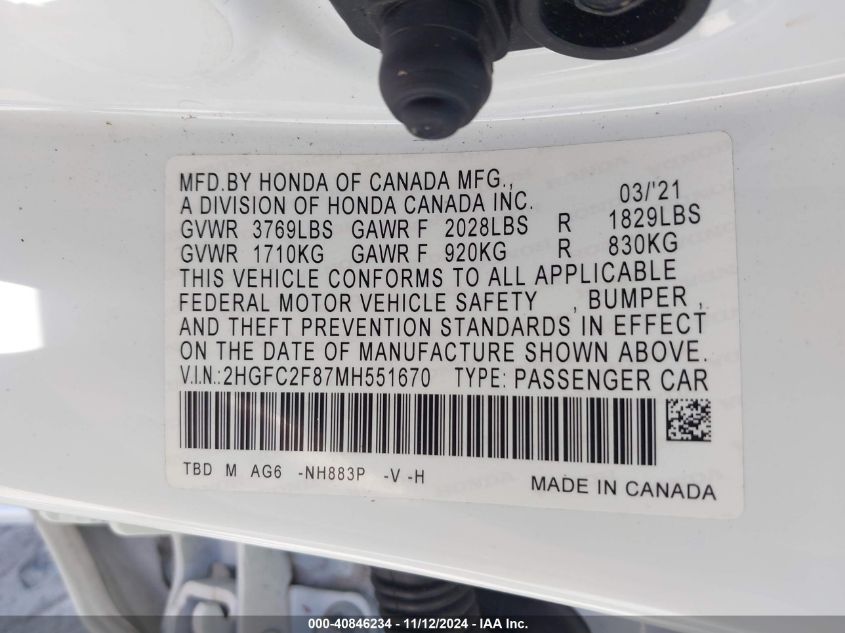 MFD.BY HONDA OF CANADA MFG.,
A DIVISION OF HONDA CANADA INC. 03/'21
GVWR 3769LBS GAWR F 2028LBS R 1829LBS
GVWR 1710KG GAWR F 920KG R 830KG
THIS VEHICLE CONFORMS TO ALL APPLICABLE
FEDERAL MOTOR VEHICLE SAFETY , BUMPER ,
AND THEFT PREVENTION STANDARDS IN EFFECT
ON THE DATE OF MANUFACTURE SHOWN ABOVE.
V.I.N.:2HGFC2F87MH551670 TYPE: PASSENGER CAR
TBD M AG6 -NH883P -V -H
MADE IN CANADA
000-40846234 - 11/12/2024 - IAA Inc.